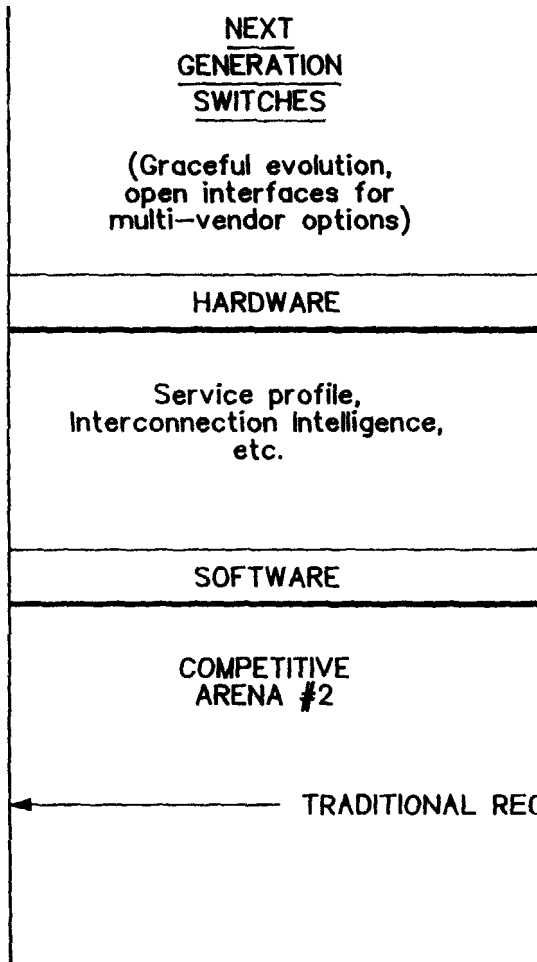 NEXT
GENERATION
SWITCHES
(Graceful evolution,
open interfaces for
multi-vendor options)
HARDWARE
Service profile,
Interconnection Intelligence,
etc.
SOFTWARE
COMPETITIVE
ARENA #2
TRADITIONAL